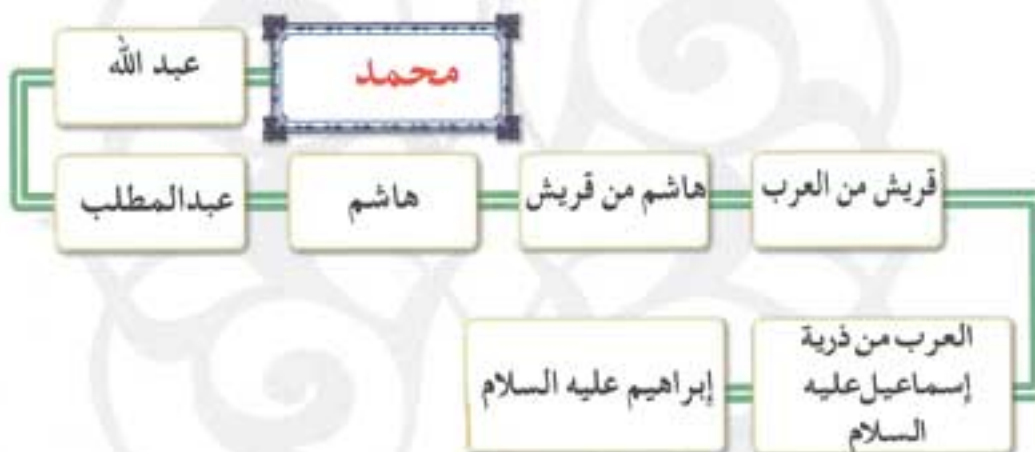 محمد
عبد الله
عبدالمطلب
هاشم
هاشم من قريش
قريش من العرب
العرب من ذرية
إسماعيل عليه
السلام
إبراهيم عليه السلام